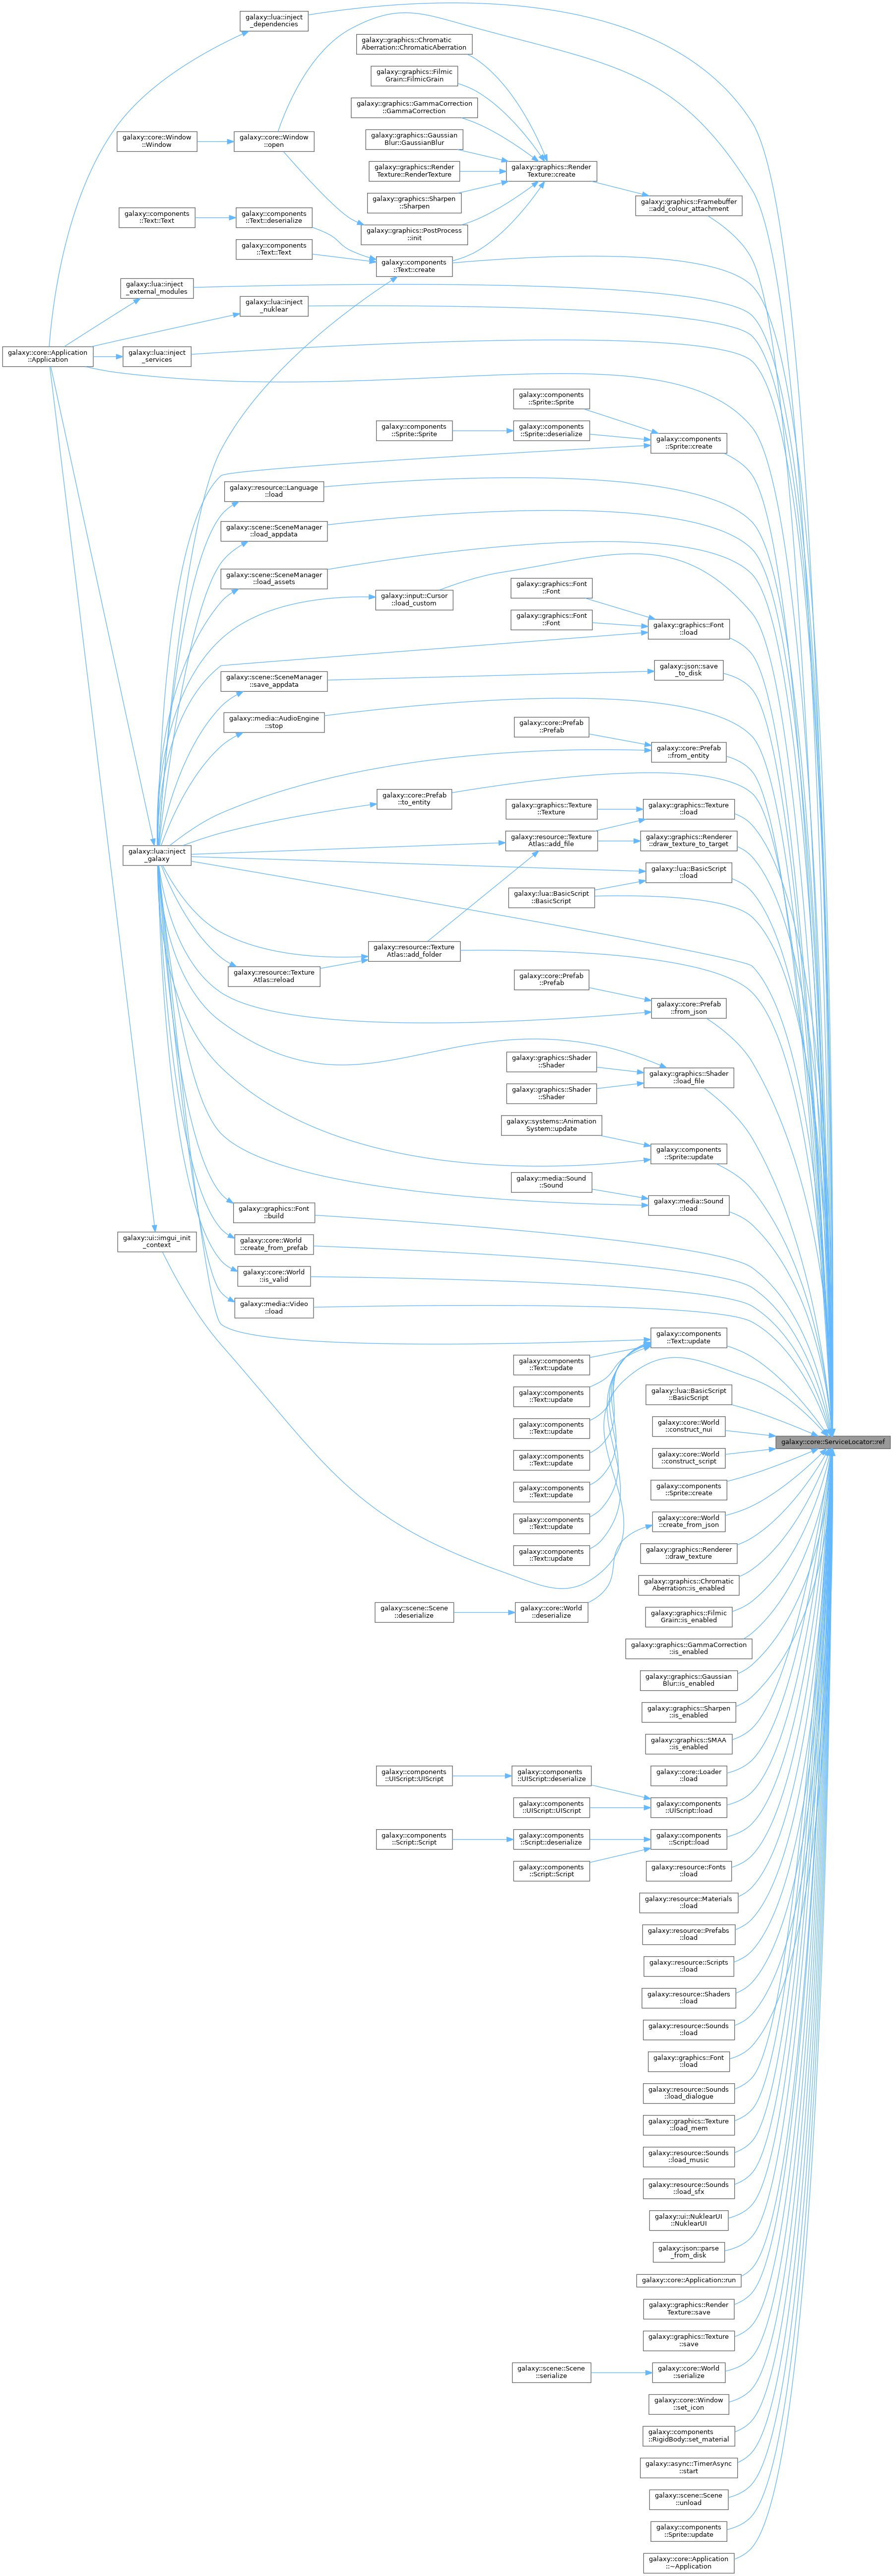 galaxy::lua::inject
_dependencies
galaxy::graphics::Chromatic
Aberration::ChromaticAberration
galaxy::graphics::Filmic
Grain::FilmicGrain
galaxy::graphics::GammaCorrection
::GammaCorrection
galaxy::core::Window
::Window
galaxy::core::Window
::open
galaxy::graphics::Gaussian
Blur::GaussianBlur
galaxy::graphics::Render
Texture::RenderTexture
galaxy::graphics::Render
Texture::create
galaxy::graphics::Sharpen
::Sharpen
galaxy::graphics::Framebuffer
::add_colour_attachment
galaxy::components
::Text::Text
galaxy::components
::Text::deserialize
galaxy::graphics::PostProcess
::init
galaxy::components
::Text::Text
galaxy::components
::Text::create
galaxy::lua::inject
_external_modules
galaxy::lua::inject
_nuklear
galaxy::core::Application
::Application
galaxy::lua::inject
_services
galaxy::components
::Sprite::Sprite
galaxy::components
::Sprite::Sprite
galaxy::components
::Sprite::deserialize
galaxy::components
::Sprite::create
galaxy::resource::Language
::load
galaxy::scene::SceneManager
::load_appdata
galaxy::scene::SceneManager
::load_assets
galaxy::input::Cursor
::load_custom
galaxy::graphics::Font
::Font
galaxy::graphics::Font
::Font
galaxy::graphics::Font
::load
galaxy::scene::SceneManager
::save_appdata
galaxy::json::save
_to_disk
galaxy::media::AudioEngine
::stop
galaxy::core::Prefab
::Prefab
galaxy::core::Prefab
::from_entity
galaxy::core::Prefab
::to_entity
galaxy::graphics::Texture
::Texture
galaxy::graphics::Texture
::load
galaxy::lua::inject
_galaxy
galaxy::resource::Texture
Atlas::add_file
galaxy::graphics::Renderer
::draw_texture_to_target
galaxy::lua::BasicScript
::load
galaxy::lua::BasicScript
::BasicScript
galaxy::resource::Texture
Atlas::reload
galaxy::resource::Texture
Atlas::add_folder
galaxy::core::Prefab
::Prefab
galaxy::core::Prefab
::from_json
galaxy::graphics::Shader
::Shader
galaxy::graphics::Shader
::Shader
galaxy::graphics::Shader
::load_file
galaxy::systems::Animation
System::update
galaxy::components
::Sprite::update
galaxy::media::Sound
::Sound
galaxy::media::Sound
::load
galaxy::graphics::Font
::build
galaxy::ui::imgui_init
_context
galaxy::core::World
::create_from_prefab
galaxy::core::World
::is_valid
galaxy::media::Video
::load
galaxy::components
::Text::update
galaxy::components
::Text::update
galaxy::components
::Text::update
galaxy::components
::Text::update
galaxy::components
::Text::update
galaxy::components
::Text::update
galaxy::components
::Text::update
galaxy::components
::Text::update
galaxy::lua::BasicScript
::BasicScript
galaxy::core::World
::construct_nui
galaxy::core::ServiceLocator::ref
galaxy::core::World
::construct_script
galaxy::components
::Sprite::create
galaxy::core::World
::create_from_json
galaxy::graphics::Renderer
::draw_texture
galaxy::graphics::Chromatic
Aberration::is_enabled
galaxy::scene::Scene
::deserialize
galaxy::core::World
::deserialize
galaxy::graphics::Filmic
Grain::is_enabled
galaxy::graphics::GammaCorrection
::is_enabled
galaxy::graphics::Gaussian
Blur::is_enabled
galaxy::graphics::Sharpen
::is_enabled
galaxy::graphics::SMAA
::is_enabled
galaxy::core::Loader
::load
galaxy::components
::UIScript::UIScript
galaxy::components
::UIScript::deserialize
galaxy::components
::UIScript::UIScript
galaxy::components
::UIScript::load
galaxy::components
::Script::Script
galaxy::components
::Script::deserialize
galaxy::components
::Script::Script
galaxy::components
::Script::load
galaxy::resource::Fonts
::load
galaxy::resource::Materials
::load
galaxy::resource::Prefabs
::load
galaxy::resource::Scripts
::load
galaxy::resource::Shaders
::load
galaxy::resource::Sounds
::load
galaxy::graphics::Font
::load
galaxy::resource::Sounds
::load_dialogue
galaxy::graphics::Texture
::load_mem
galaxy::resource::Sounds
::load_music
galaxy::resource::Sounds
::load_sfx
galaxy::ui::NuklearUI
::NuklearUI
galaxy::json::parse
_from_disk
galaxy::core::Application::run
galaxy::graphics::Render
Texture::save
galaxy::graphics::Texture
::save
galaxy::scene::Scene
::serialize
galaxy::core::World
::serialize
galaxy::core::Window
::set_icon
galaxy::components
::RigidBody::set_material
galaxy::async::TimerAsync
::start
galaxy::scene::Scene
::unload
galaxy::components
::Sprite::update
galaxy::core::Application
::~Application